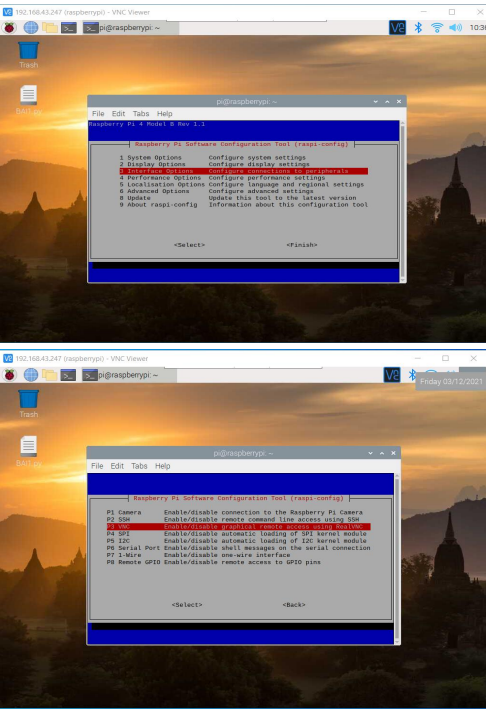 192.168.43.247 (raspberrypi) - VNC Viewer
pi@raspberrypi: ~
10:36
Trash
BAIT.py
pi@raspberrypi: ~
File Edit Tabs Help
Raspberry Pi 4 Model B Rev 1.1
Raspberry Pi Software Configuration Tool (raspi-config)
1 System Options Configure system settings
2 Display Options Configure display settings
3 Interface Options Configure connections to peripherals
4 Performance Options Configure performance settings
5 Localisation Options Configure language and regional settings
6 Advanced Options Configure advanced settings
8 Update Update this tool to the latest version
9 About raspi-config Information about this configuration tool
<Select> <Finish>
192.168.43.247 (raspberrypi) - VNC Viewer
pi@raspberrypi: ~
Friday 03/12/2021
Trash
BAIT.py
pi@raspberrypi: ~
File Edit Tabs Help
Raspberry Pi Software Configuration Tool (raspi-config)
P1 Camera Enable/disable connection to the Raspberry Pi Camera
P2 SSH Enable/disable remote command line access using SSH
P3 VNC Enable/disable graphical remote access using RealVNC
P4 SPI Enable/disable automatic loading of SPI kernel module
P5 I2C Enable/disable automatic loading of I2C kernel module
P6 Serial Port Enable/disable shell messages on the serial connection
P7 1-Wire Enable/disable one-wire interface
P8 Remote GPIO Enable/disable remote access to GPIO pins
<Select> <Back>